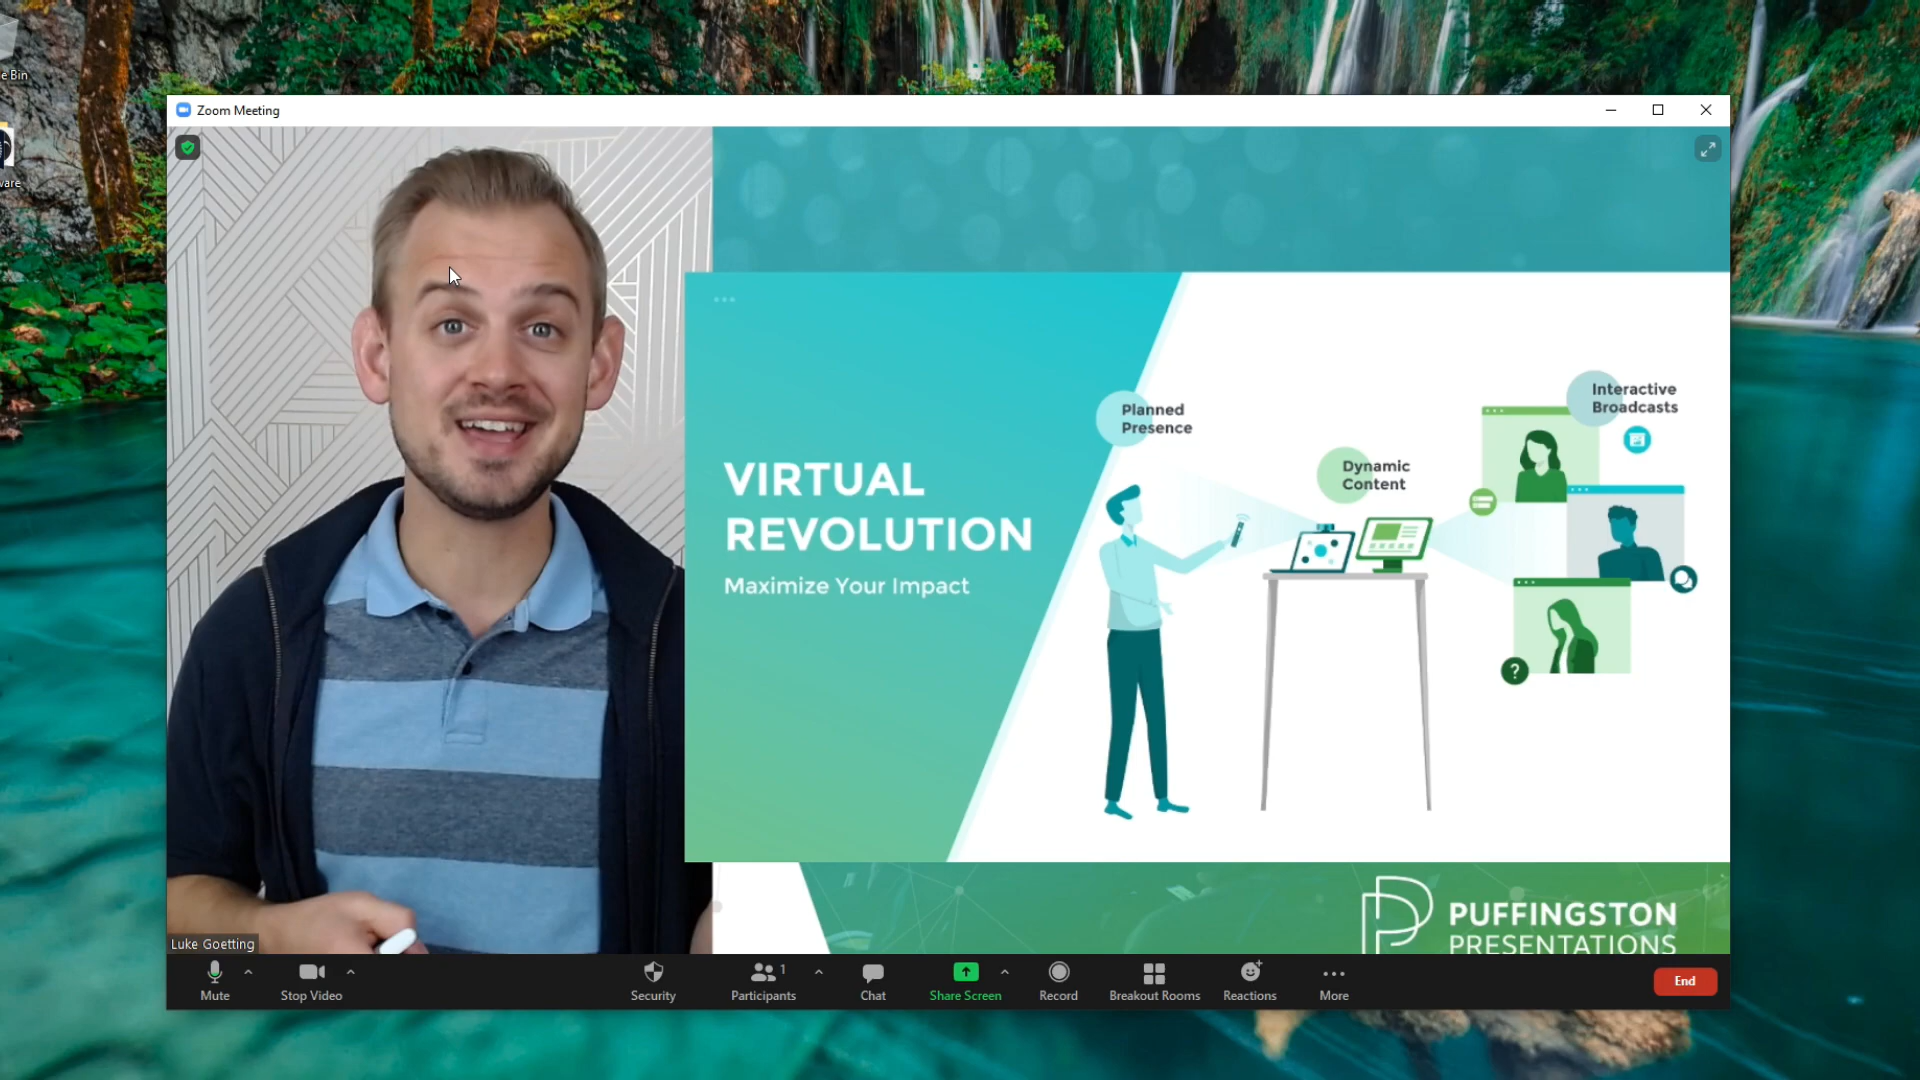 e Bin
ware
Zoom Meeting
VIRTUAL
REVOLUTION
Maximize Your Impact
Planned
Presence
Dynamic
Content
Interactive
Broadcasts
?
PUFFINGSTON
PRESENTATIONS
Luke Goetting
Mute
Stop Video
Security
Participants
1
Chat
Share Screen
Record
Breakout Rooms
Reactions
More
End